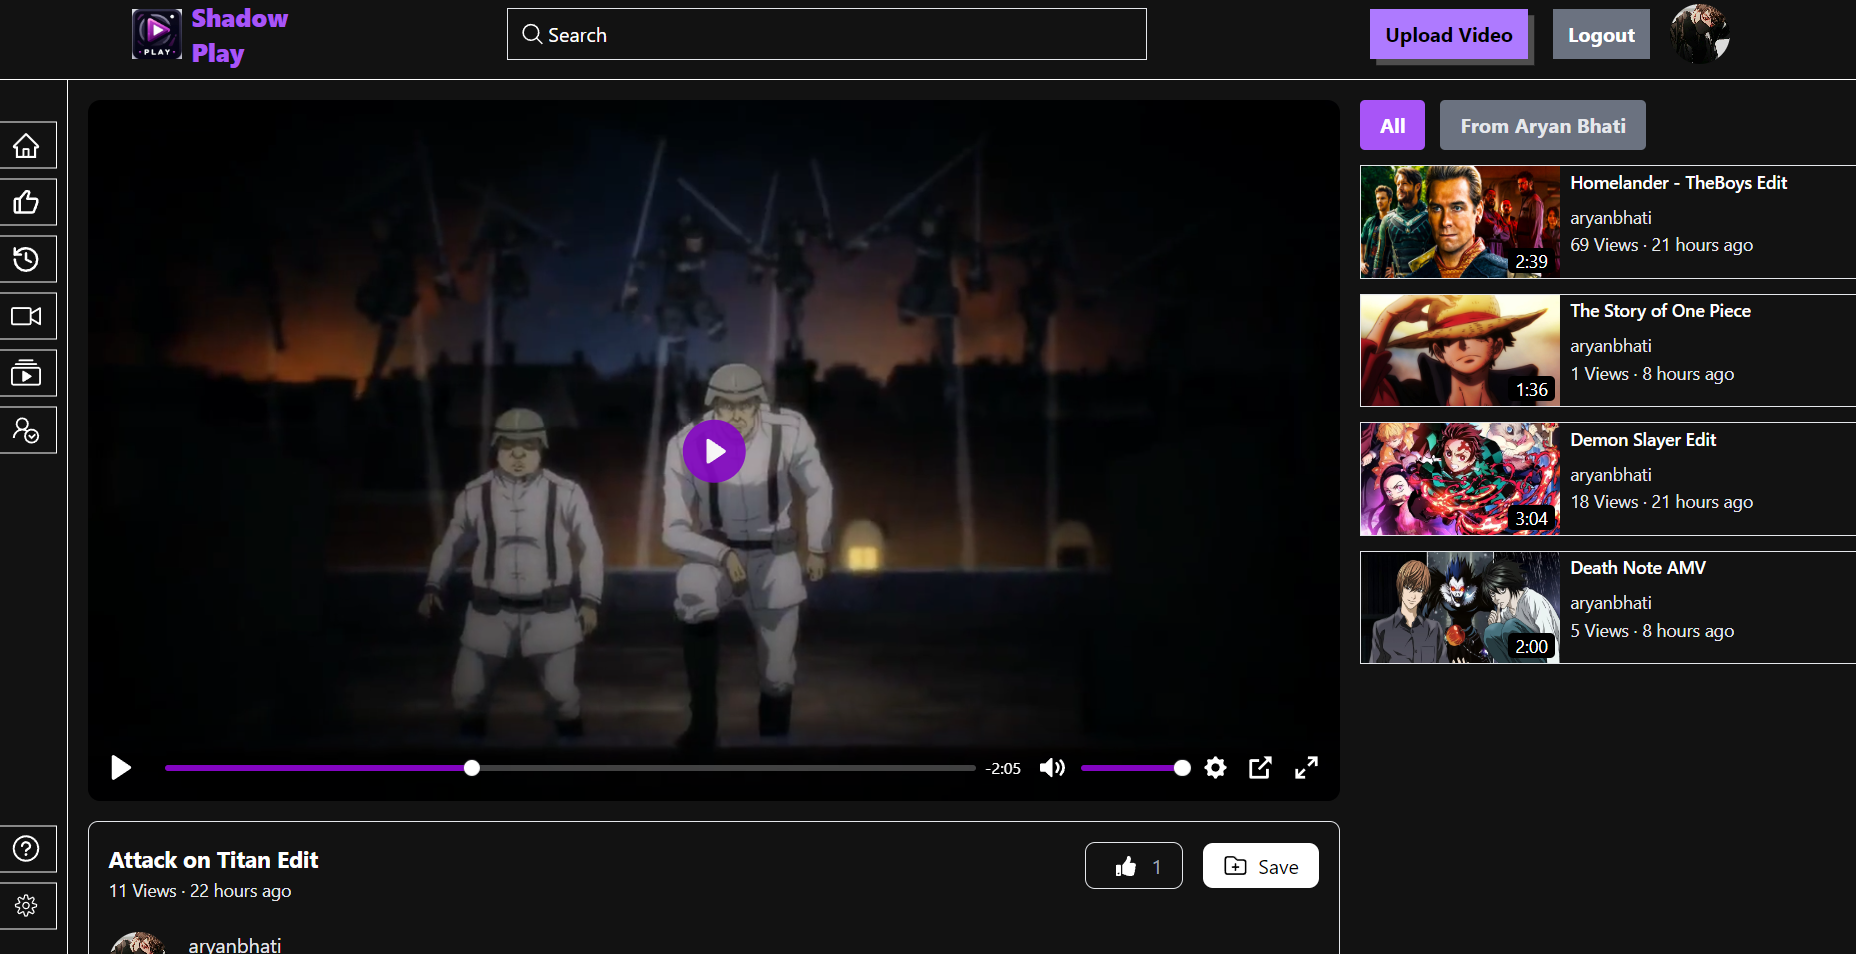 Shadow
Play
PLAY
Search
Upload Video
Logout
All
From Aryan Bhati
Homelander - TheBoys Edit
aryanbhati
69 Views · 21 hours ago
2:39
The Story of One Piece
aryanbhati
1 Views · 8 hours ago
1:36
Demon Slayer Edit
aryanbhati
18 Views · 21 hours ago
3:04
Death Note AMV
aryanbhati
5 Views · 8 hours ago
2:00
-2:05
Attack on Titan Edit
11 Views · 22 hours ago
1
Save
aryanbhati